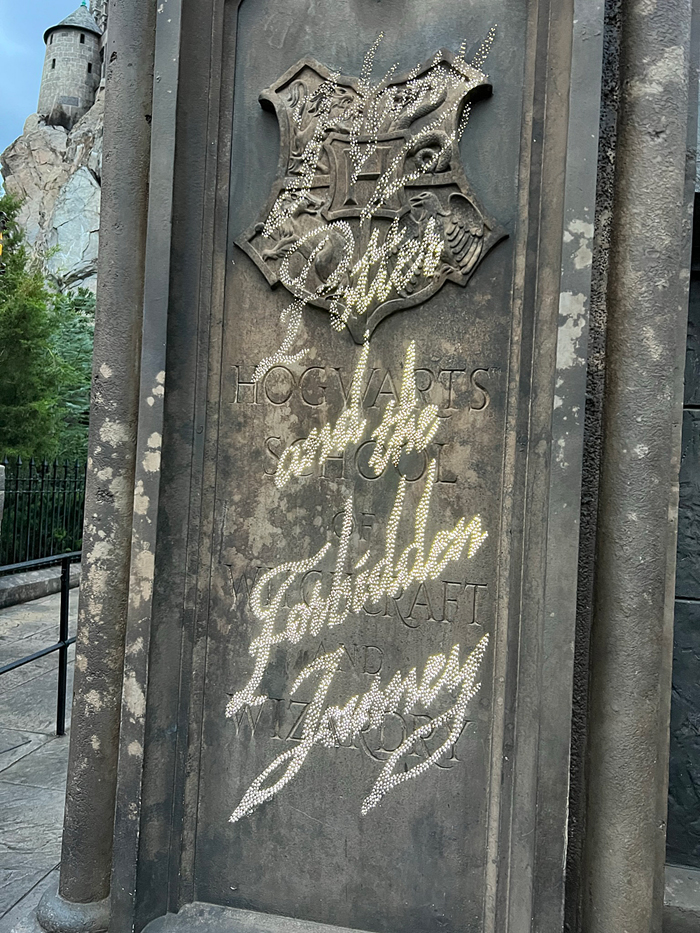 Harry
H
Potter
HOGWARTS
and the
SCHOOL
OF
Forbidden
WITCHCRAFT
AND
Journey
WIZARDRY